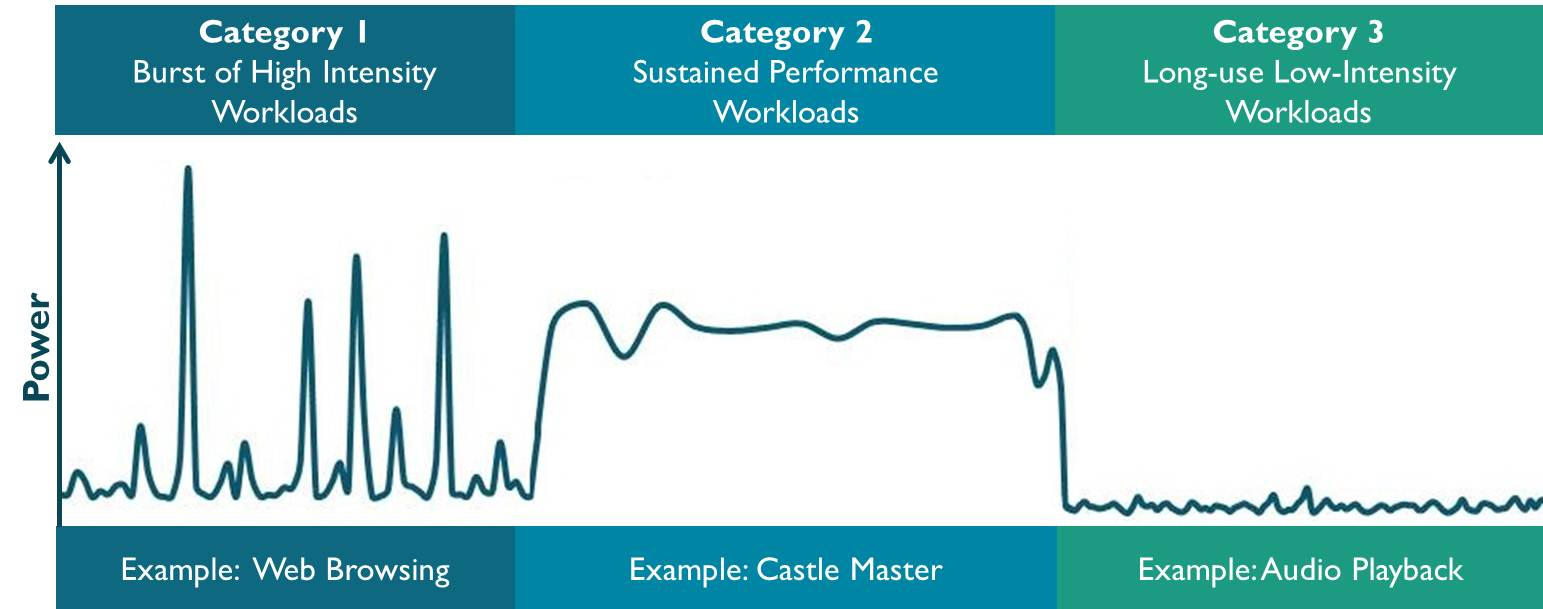 Category 1
Burst of High Intensity
Workloads
Category 2
Sustained Performance
Workloads
Category 3
Long-use Low-Intensity
Workloads
Power
Example: Web Browsing
Example: Castle Master
Example: Audio Playback